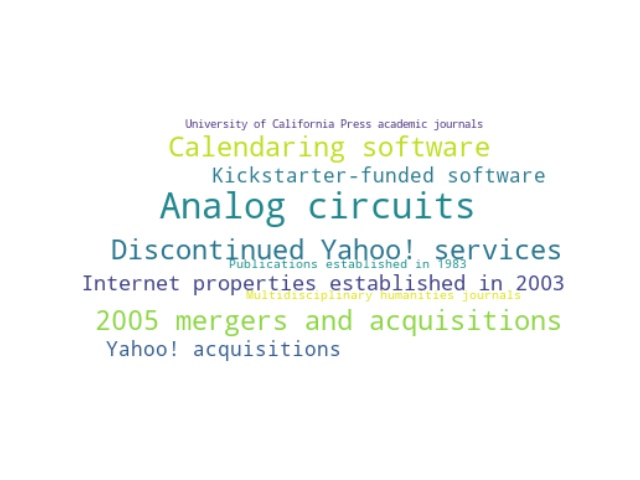 University of California Press academic journals
Calendaring software
Kickstarter-funded software
Analog circuits
Discontinued Yahoo! services
Publications established in 1983
Internet properties established in 2003
Multidisciplinary humanities journals
2005 mergers and acquisitions
Yahoo! acquisitions